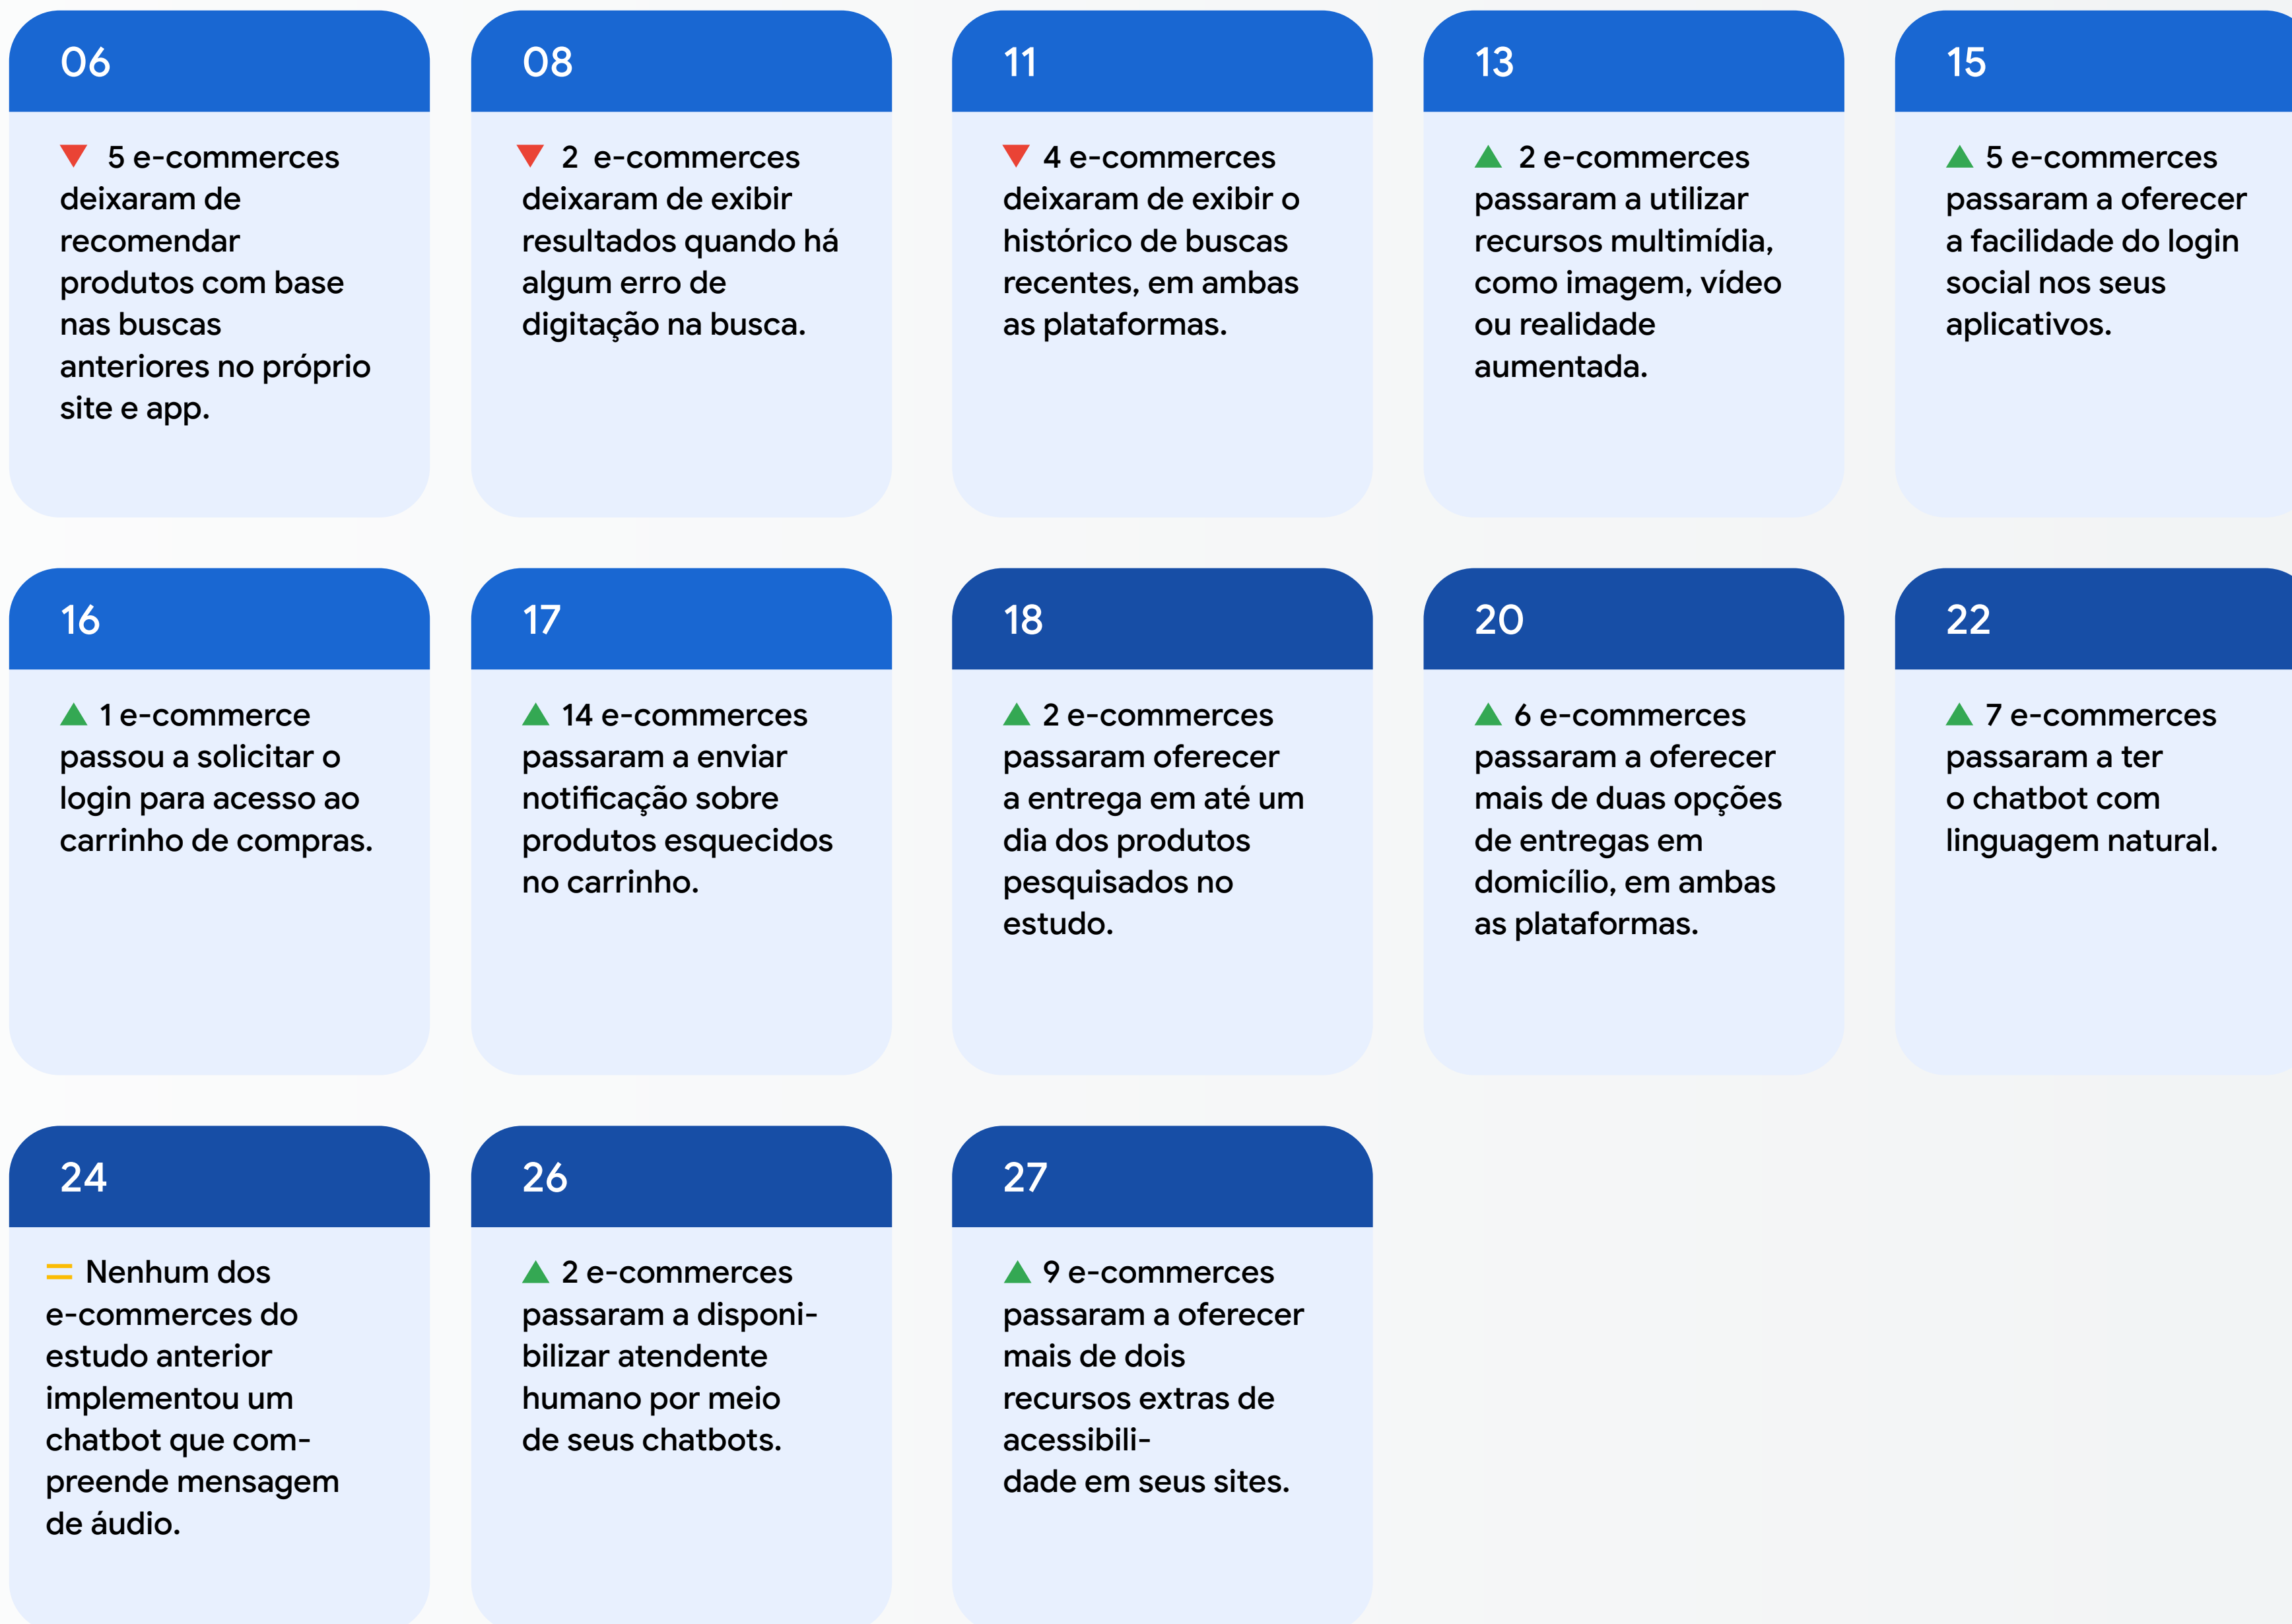 06
5 e-commerces
deixaram de
recomendar
produtos com base
nas buscas
anteriores no próprio
site e app.
08
2 e-commerces
deixaram de exibir
resultados quando há
algum erro de
digitação na busca.
11
4 e-commerces
deixaram de exibir o
histórico de buscas
recentes, em ambas
as plataformas.
13
2 e-commerces
passaram a utilizar
recursos multimídia,
como imagem, vídeo
ou realidade
aumentada.
15
5 e-commerces
passaram a oferecer
a facilidade do login
social nos seus
aplicativos.
16
1 e-commerce
passou a solicitar o
login para acesso ao
carrinho de compras.
17
14 e-commerces
passaram a enviar
notificação sobre
produtos esquecidos
no carrinho.
18
2 e-commerces
passaram oferecer
a entrega em até um
dia dos produtos
pesquisados no
estudo.
20
6 e-commerces
passaram a oferecer
mais de duas opções
de entregas em
domicílio, em ambas
as plataformas.
22
7 e-commerces
passaram a ter
o chatbot com
linguagem natural.
24
= Nenhum dos
e-commerces do
estudo anterior
implementou um
chatbot que com-
preende mensagem
de áudio.
26
2 e-commerces
passaram a disponi-
bilizar atendente
humano por meio
de seus chatbots.
27
9 e-commerces
passaram a oferecer
mais de dois
recursos extras de
acessibili-
dade em seus sites.